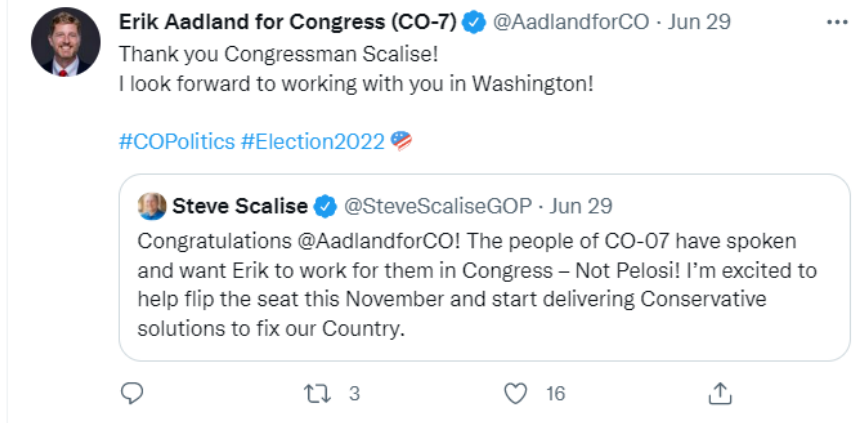 Erik Aadland for Congress (CO-7) @AadlandforCO · Jun 29
Thank you Congressman Scalise!
I look forward to working with you in Washington!
#COPolitics #Election2022
Steve Scalise @SteveScaliseGOP · Jun 29
Congratulations @AadlandforCO! The people of CO-07 have spoken
and want Erik to work for them in Congress – Not Pelosi! I'm excited to
help flip the seat this November and start delivering Conservative
solutions to fix our Country.
3 16